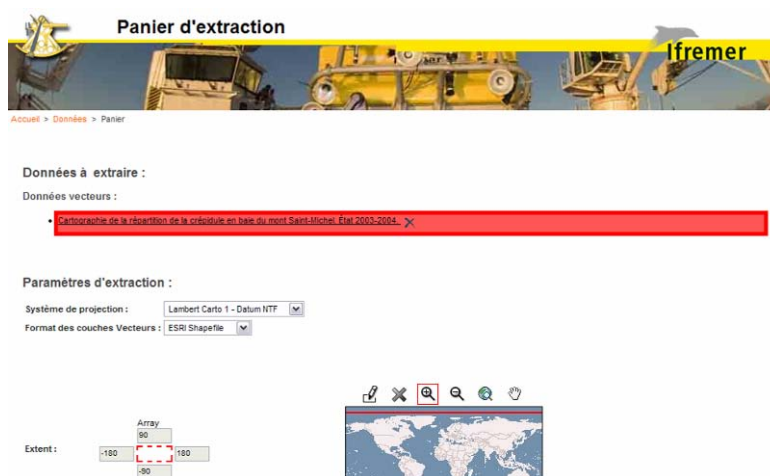 Panier d'extraction
Ifremer
Accueil > Données > Panier
Données à extraire :
Données vecteurs :
• Cartographie de la répartition de la crépidule en baie du mont Saint-Michel. État 2003-2004.
Paramètres d'extraction :
Système de projection : Lambert Carto 1 - Datum NTF
Format des couches Vecteurs : ESRI Shapefile
Array
90
Extent : -180 180
-90